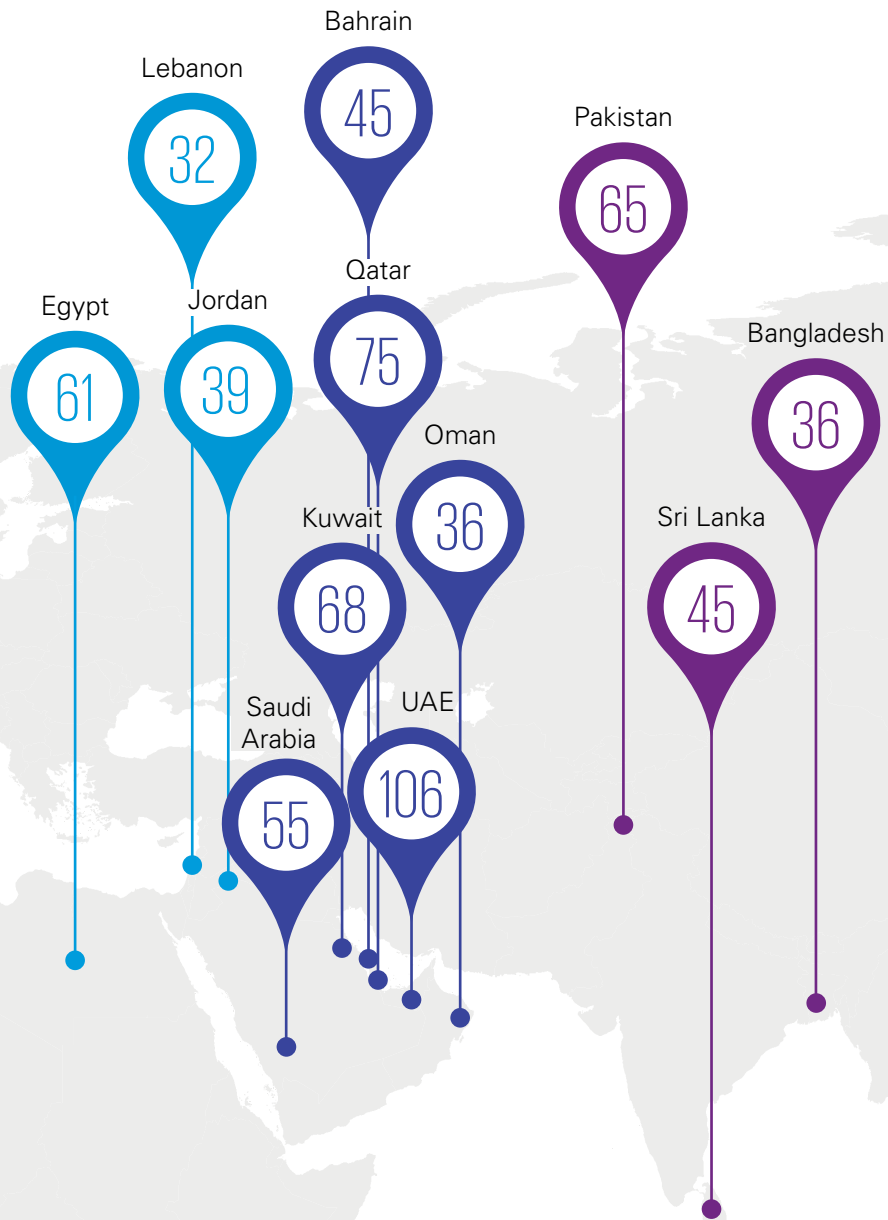 Bahrain
45
Lebanon
32
Pakistan
65
Qatar
75
Egypt
61
Jordan
39
Bangladesh
36
Oman
36
Kuwait
68
Sri Lanka
45
Saudi
Arabia
55
UAE
106